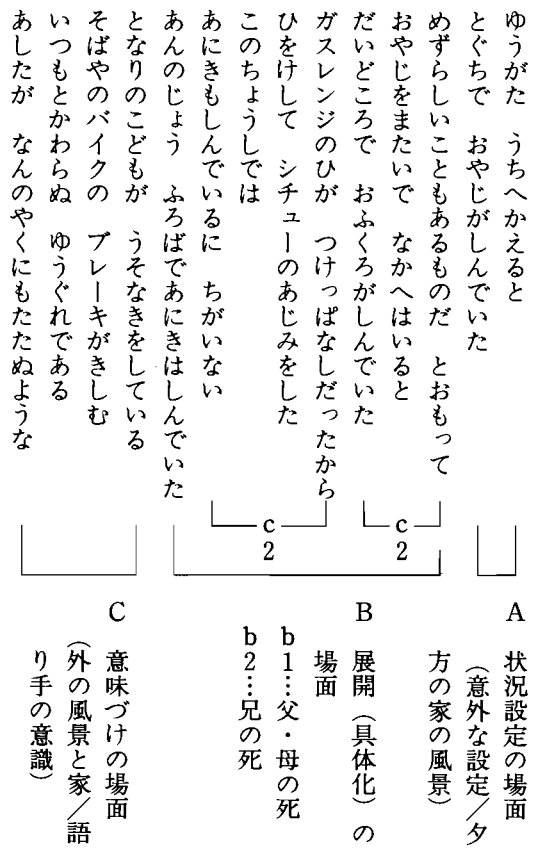 ゆうがた　うちへかえると
とぐちで　おやじがしんでいた
めずらしいこともあるものだ　とおもって
おやじをまたいで　なかへはいると
だいどころで　おふくろがしんでいた
ガスレンジのひが　つけっぱなしだったから
ひをけして　シチューのあじみをした
このちょうしでは
あにきもしんでいるに　ちがいない
あんのじょう　ふろばであにきはしんでいた
となりのこどもが　うそなきをしている
そばやのバイクの　ブレーキがきしむ
いつもとかわらぬ　ゆうぐれである
あしたが　なんのやくにもたたぬような
c2
c2
A　状況設定の場面
（意外な設定／夕
方の家の風景）
B　展開（具体化）の
場面
b1…父・母の死
b2…兄の死
C　意味づけの場面
（外の風景と家／語
り手の意識）